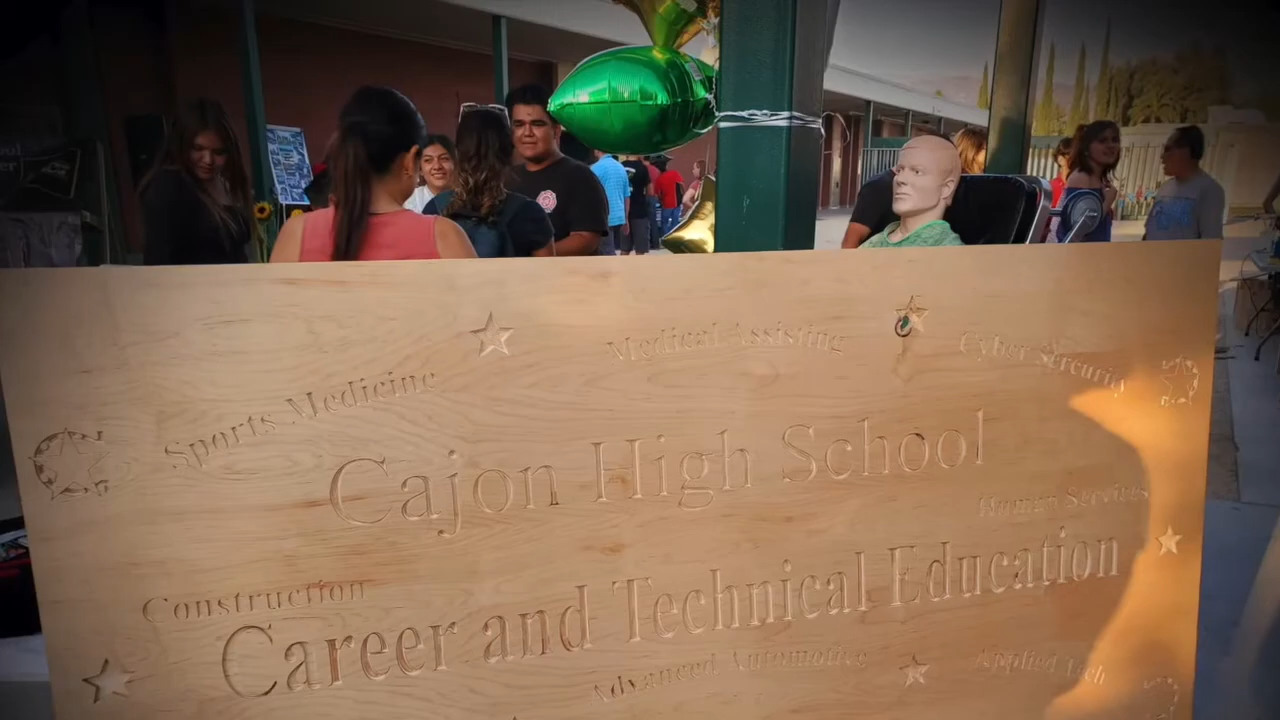 Medical Assisting
Cyber Sercurity
Sports Medicine
Cajon High School
Human Services
Construction
Career and Technical Education
Advanced Automotive
Applied Tech